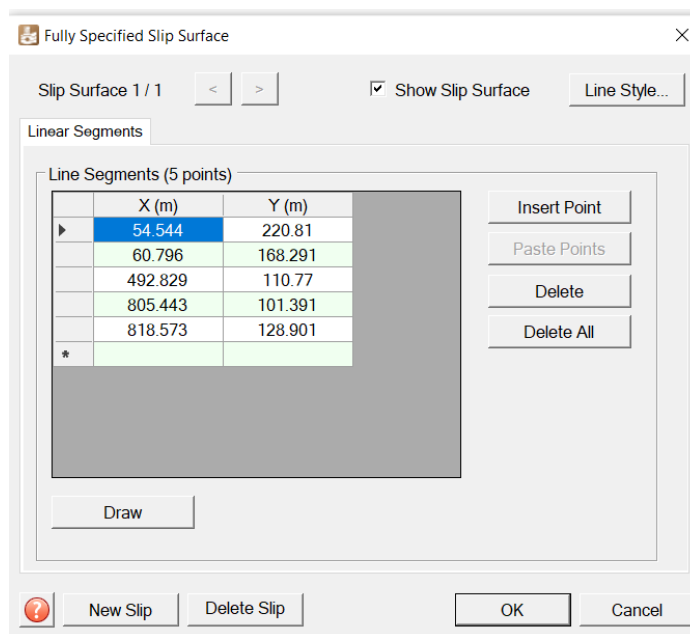 Fully Specified Slip Surface
Slip Surface 1 / 1 < > Show Slip Surface Line Style...
Linear Segments
Line Segments (5 points)
X (m) Y (m)
54.544 220.81
60.796 168.291
492.829 110.77
805.443 101.391
818.573 128.901
*
Insert Point
Paste Points
Delete
Delete All
Draw
? New Slip Delete Slip OK Cancel